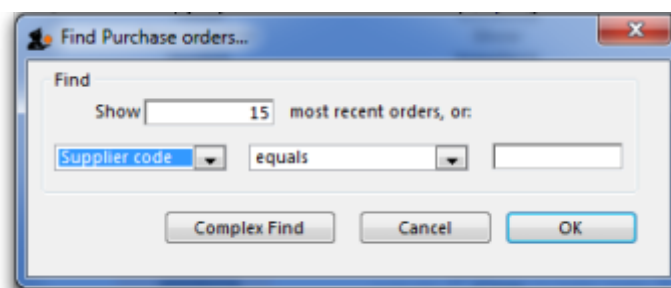 Find Purchase orders...
Find
Show 15 most recent orders, or:
Supplier code equals
Complex Find Cancel OK